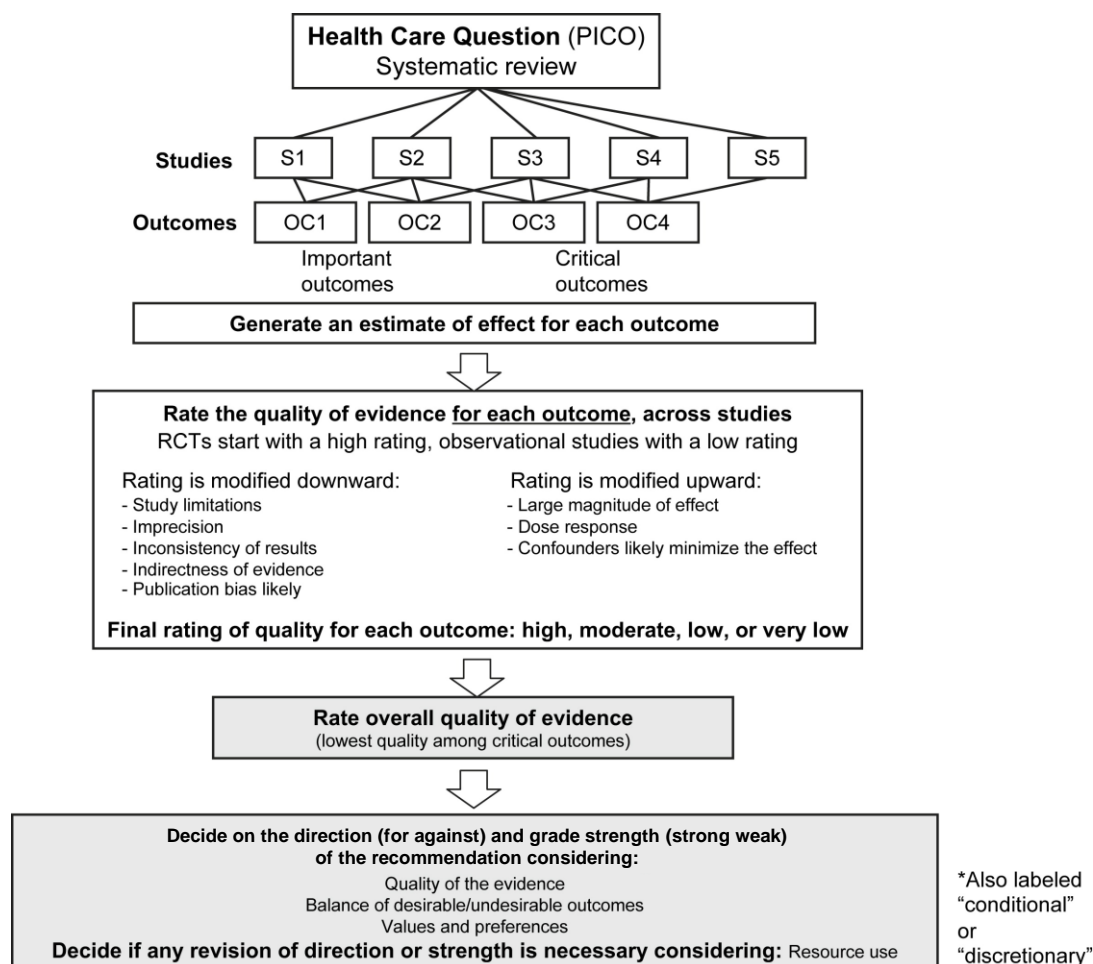 Health Care Question (PICO)
Systematic review
Studies
S1
S2
S3
S4
S5
Outcomes
OC1
OC2
OC3
OC4
Important
outcomes
Critical
outcomes
Generate an estimate of effect for each outcome
Rate the quality of evidence for each outcome, across studies
RCTs start with a high rating, observational studies with a low rating
Rating is modified downward:
- Study limitations
- Imprecision
- Inconsistency of results
- Indirectness of evidence
- Publication bias likely
Rating is modified upward:
- Large magnitude of effect
- Dose response
- Confounders likely minimize the effect
Final rating of quality for each outcome: high, moderate, low, or very low
Rate overall quality of evidence
(lowest quality among critical outcomes)
Decide on the direction (for against) and grade strength (strong weak)
of the recommendation considering:
Quality of the evidence
Balance of desirable/undesirable outcomes
Values and preferences
Decide if any revision of direction or strength is necessary considering: Resource use
*Also labeled
“conditional”
or
“discretionary”